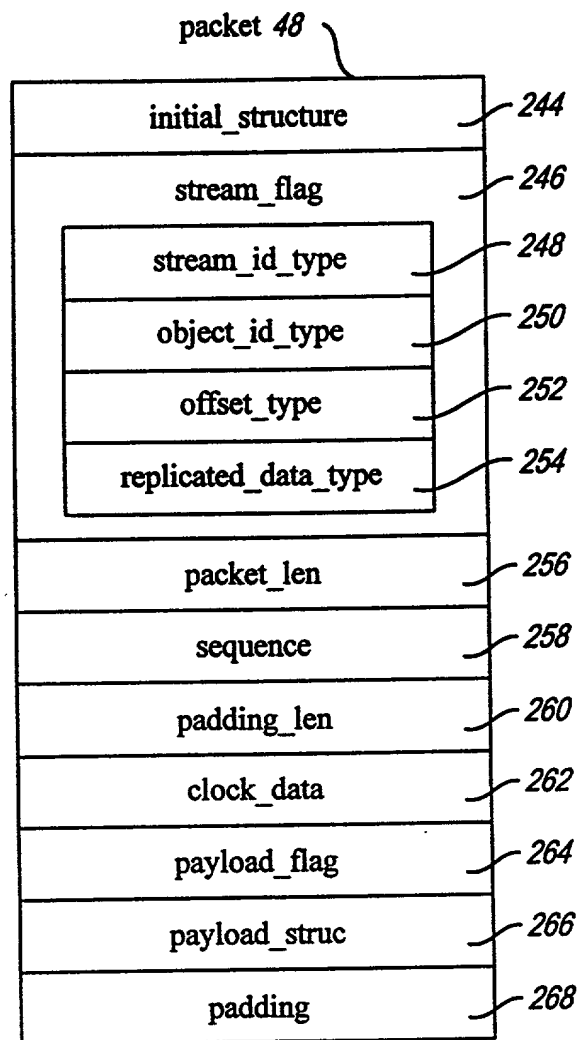 packet 48
initial_structure 244
stream_flag 246
stream_id_type 248
object_id_type 250
offset_type 252
replicated_data_type 254
packet_len 256
sequence 258
padding_len 260
clock_data 262
payload_flag 264
payload_struc 266
padding 268